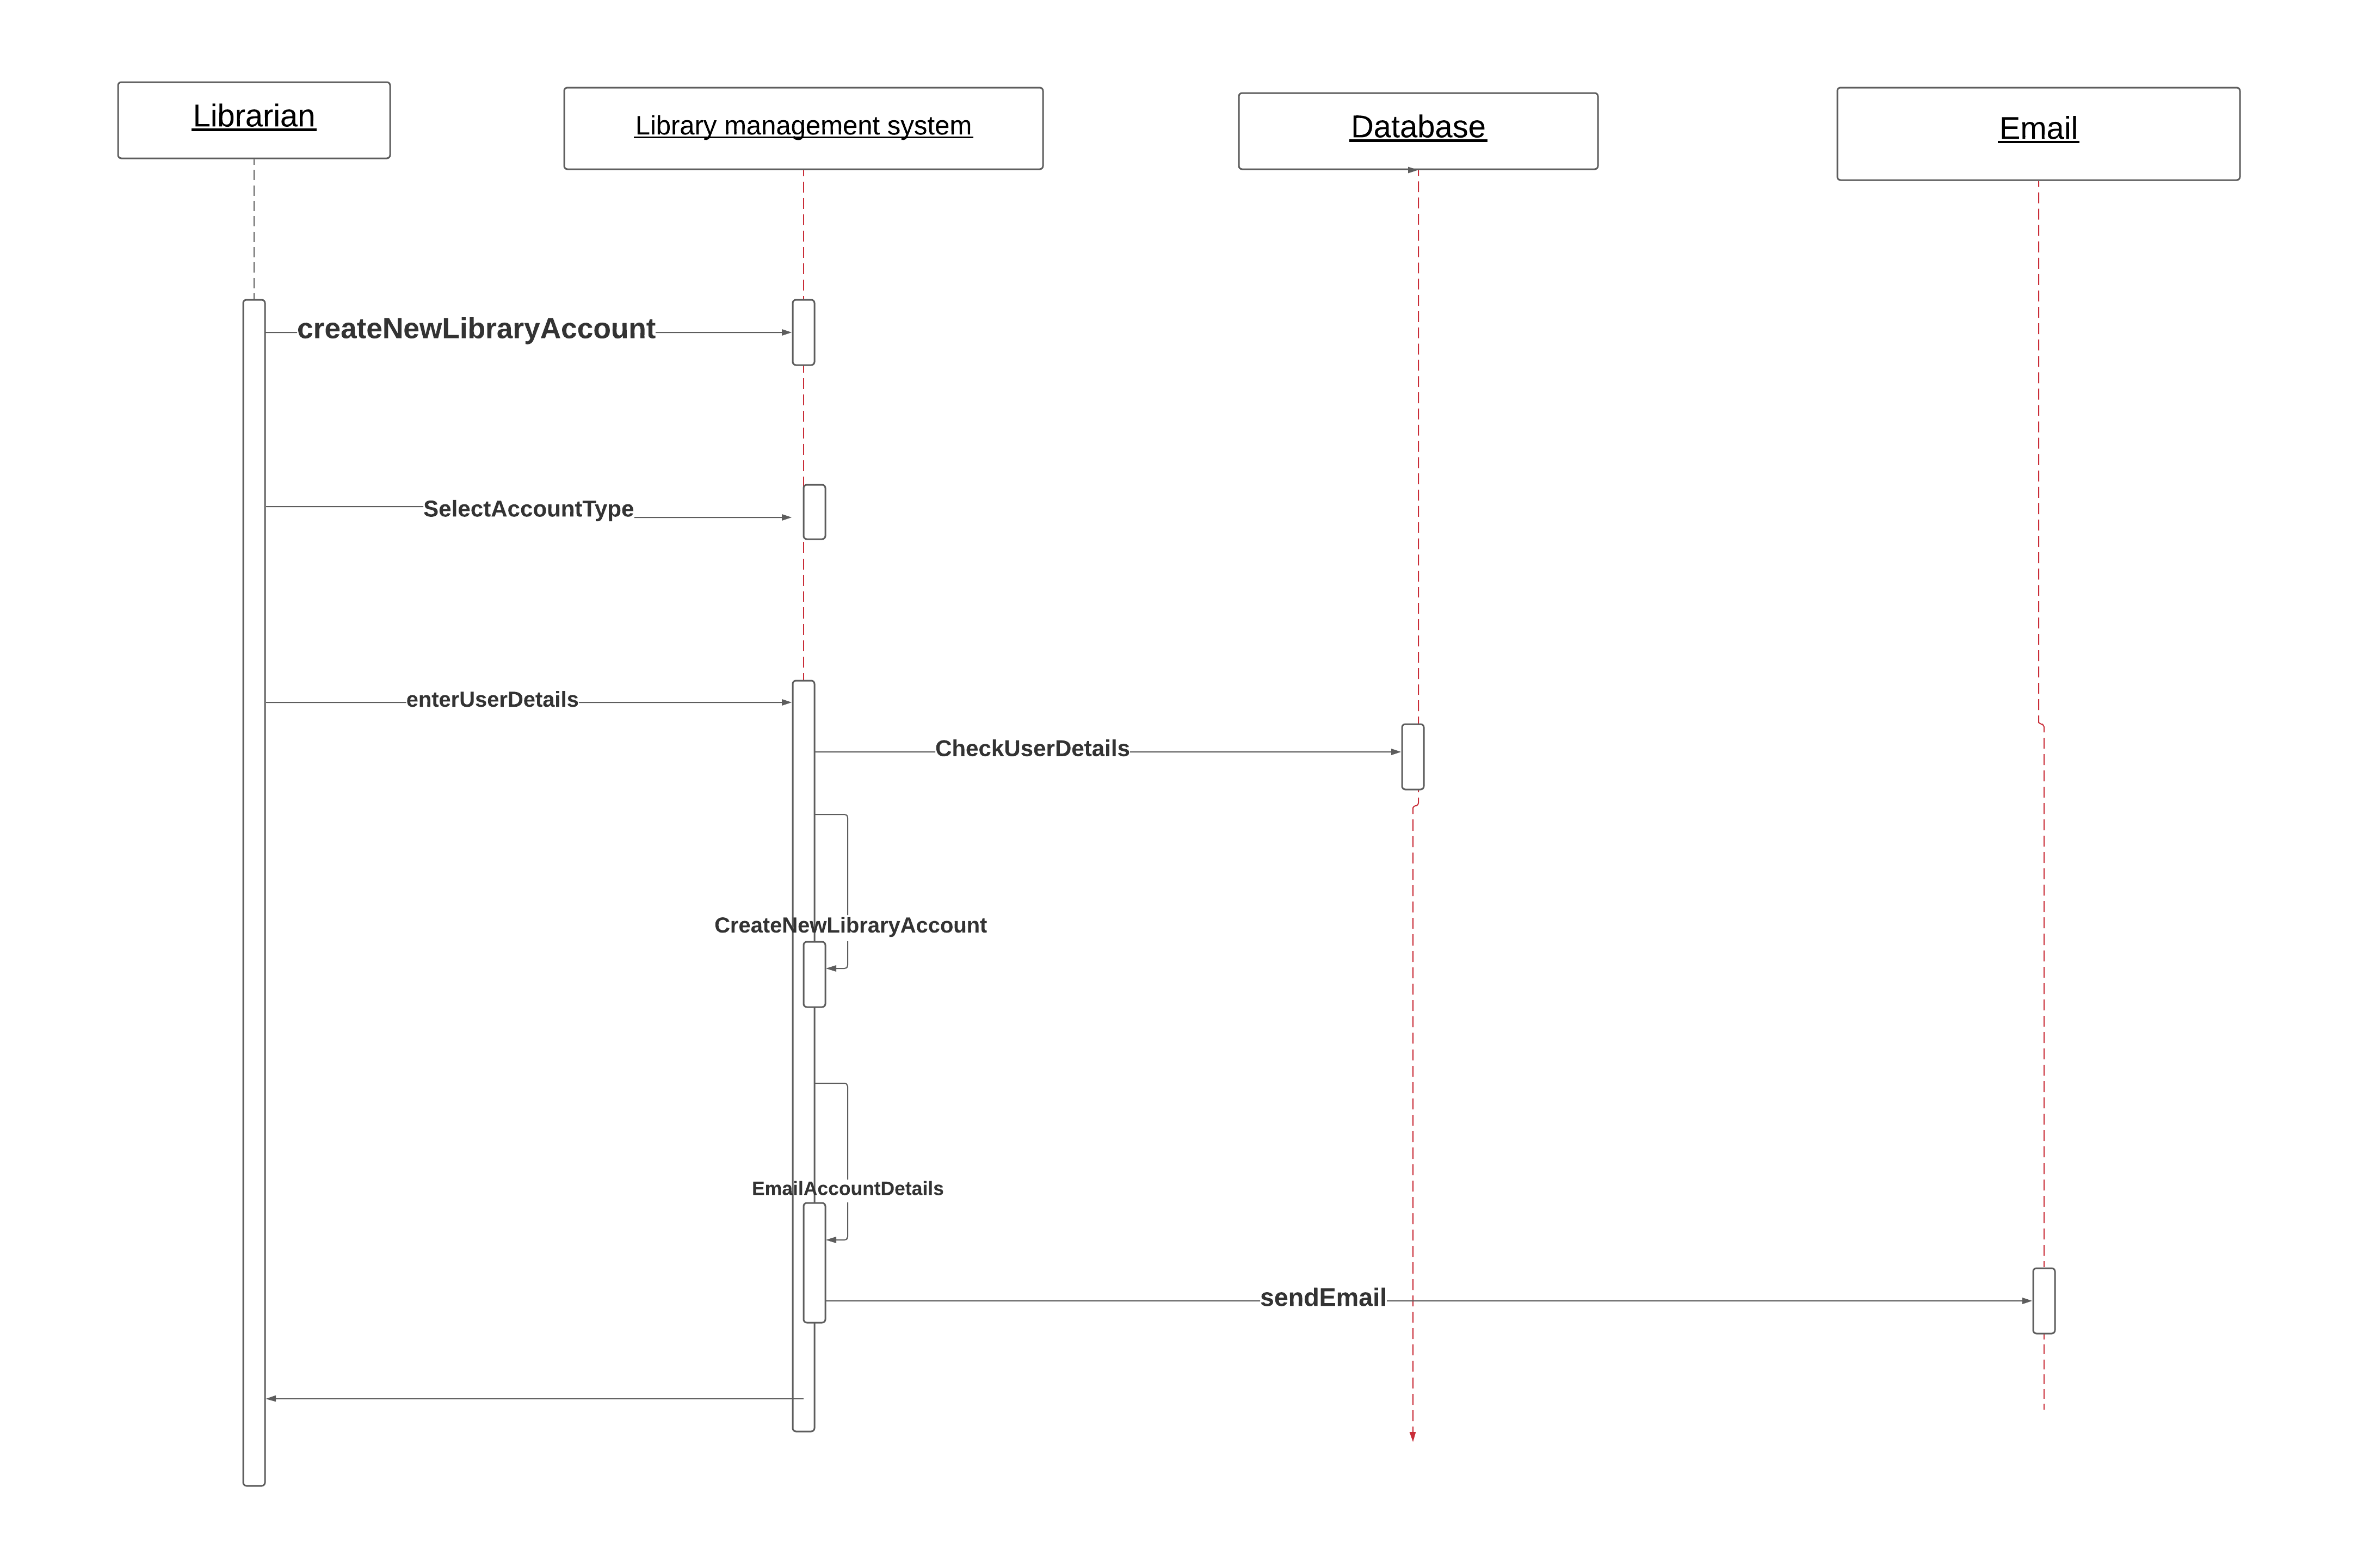 Librarian
Library management system
Database
Email
createNewLibraryAccount
SelectAccountType
enterUserDetails
CheckUserDetails
CreateNewLibraryAccount
EmailAccountDetails
sendEmail